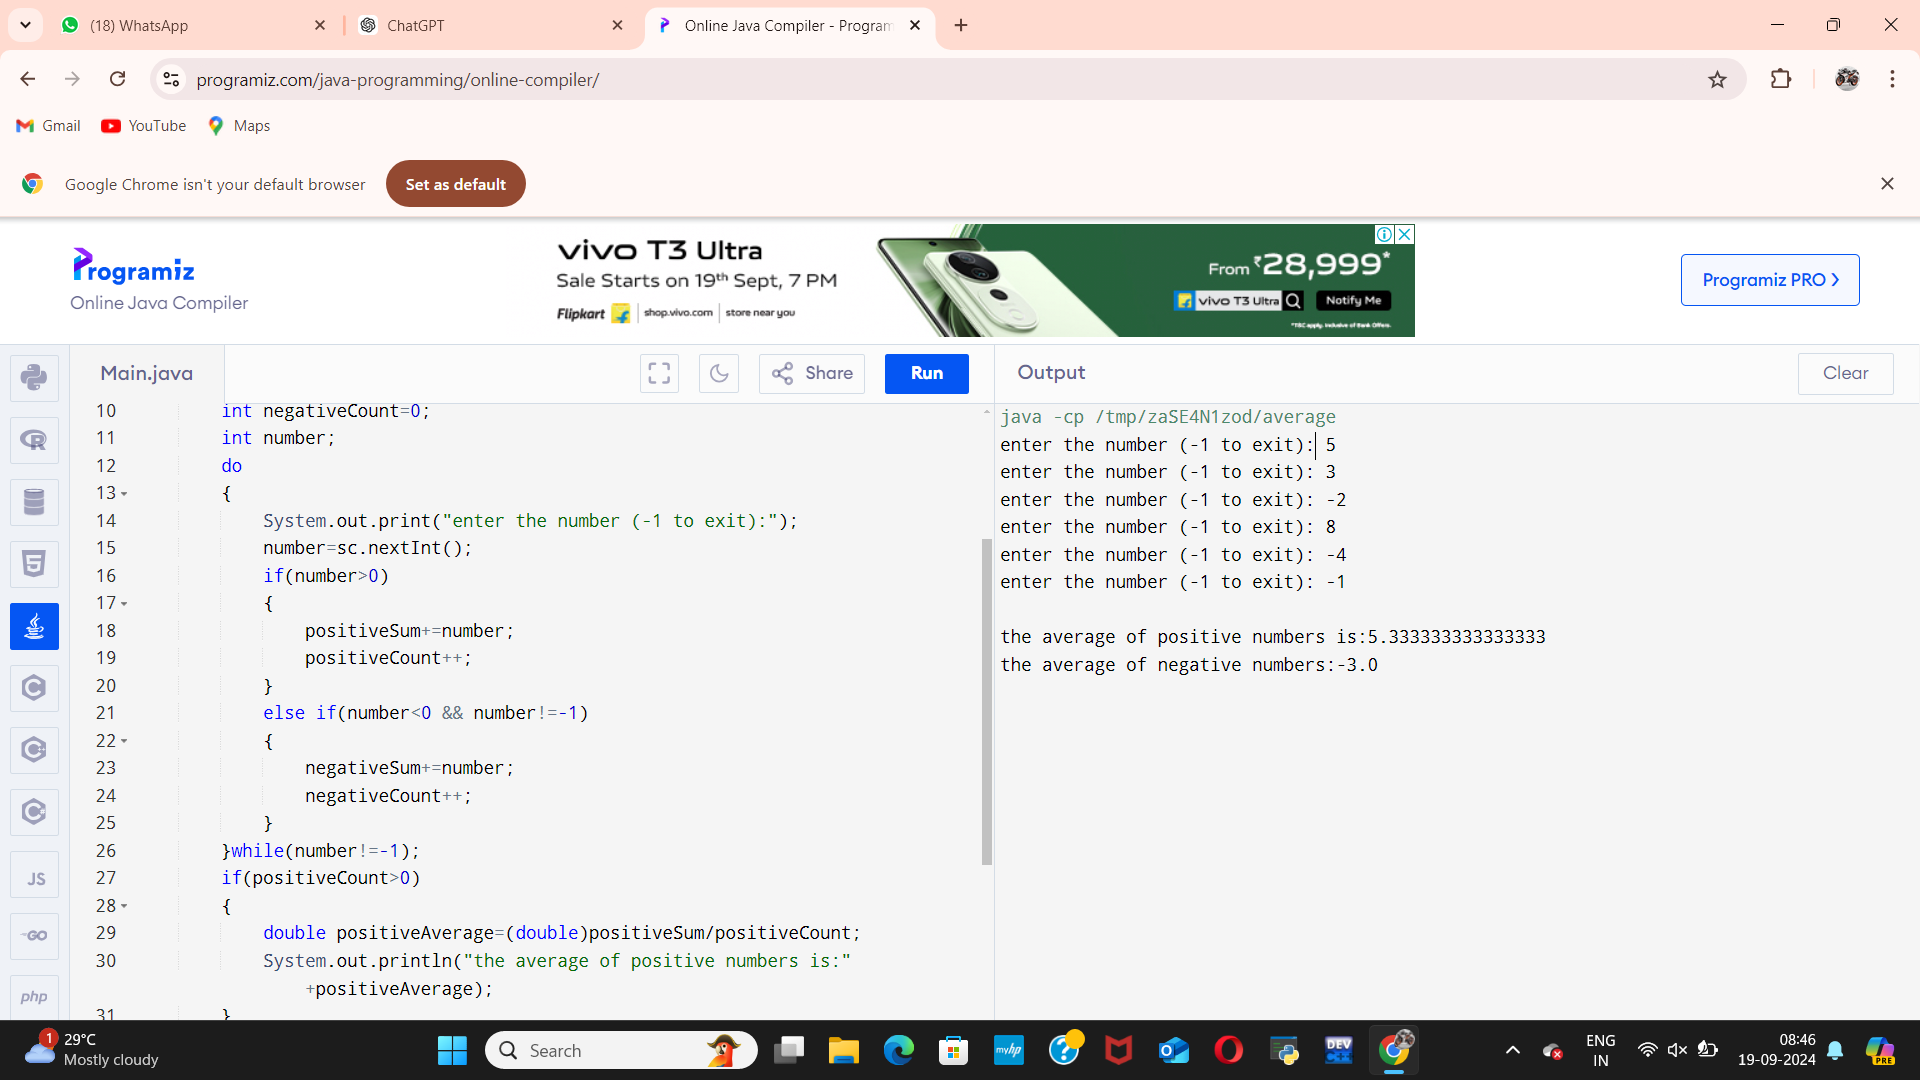 (18) WhatsApp
ChatGPT
Online Java Compiler - Program
programiz.com/java-programming/online-compiler/
Gmail YouTube Maps
Google Chrome isn't your default browser Set as default
Programiz
Online Java Compiler
vivo T3 Ultra
Sale Starts on 19th Sept, 7 PM
Flipkart shop.vivo.com store near you
From ₹28,999*
vivo T3 Ultra Notify Me
*T&C apply. Inclusive of Bank Offers.
Programiz PRO >
Main.java Share Run
10 int negativeCount=0;
11 int number;
12 do
13 {
14 System.out.print("enter the number (-1 to exit):");
15 number=sc.nextInt();
16 if(number>0)
17 {
18 positiveSum+=number;
19 positiveCount++;
20 }
21 else if(number<0 && number!=-1)
22 {
23 negativeSum+=number;
24 negativeCount++;
25 }
26 }while(number!=-1);
27 if(positiveCount>0)
28 {
29 double positiveAverage=(double)positiveSum/positiveCount;
30 System.out.println("the average of positive numbers is:"
+positiveAverage);
31 }
JS
GO
php
Output Clear
java -cp /tmp/zaSE4N1zod/average
enter the number (-1 to exit): 5
enter the number (-1 to exit): 3
enter the number (-1 to exit): -2
enter the number (-1 to exit): 8
enter the number (-1 to exit): -4
enter the number (-1 to exit): -1
the average of positive numbers is:5.333333333333333
the average of negative numbers:-3.0
1
29°C
Mostly cloudy
Search
myhp
DEV
C++
ENG
IN
08:46
19-09-2024
PRE